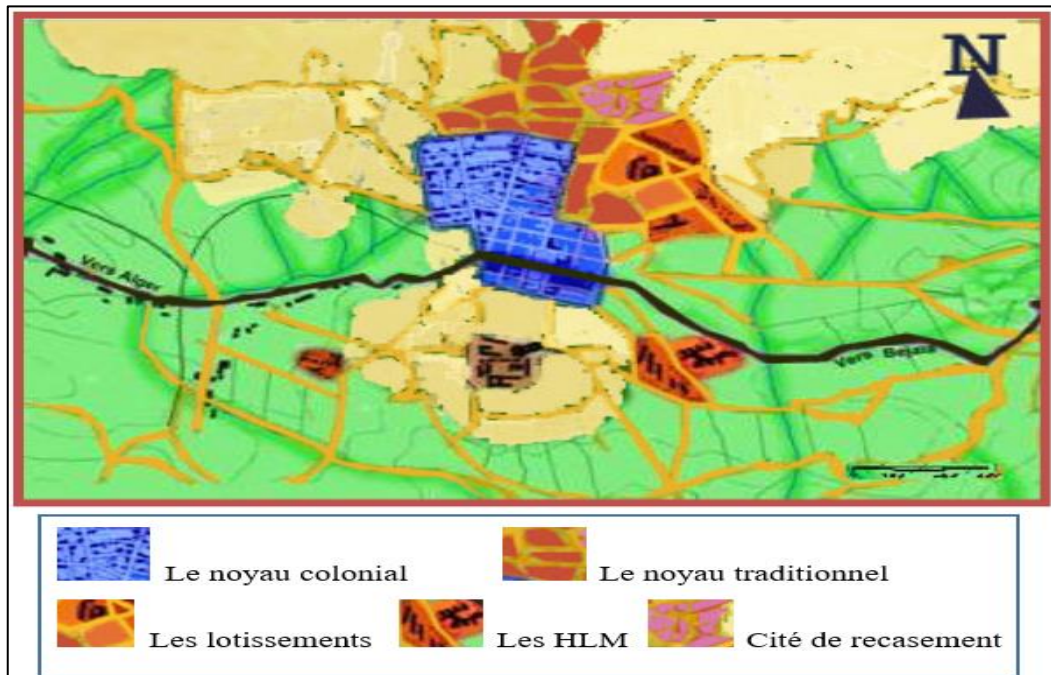 N
Vers Alger
Vers Bejaia
Le noyau colonial
Le noyau traditionnel
Les lotissements
Les HLM
Cité de recasement